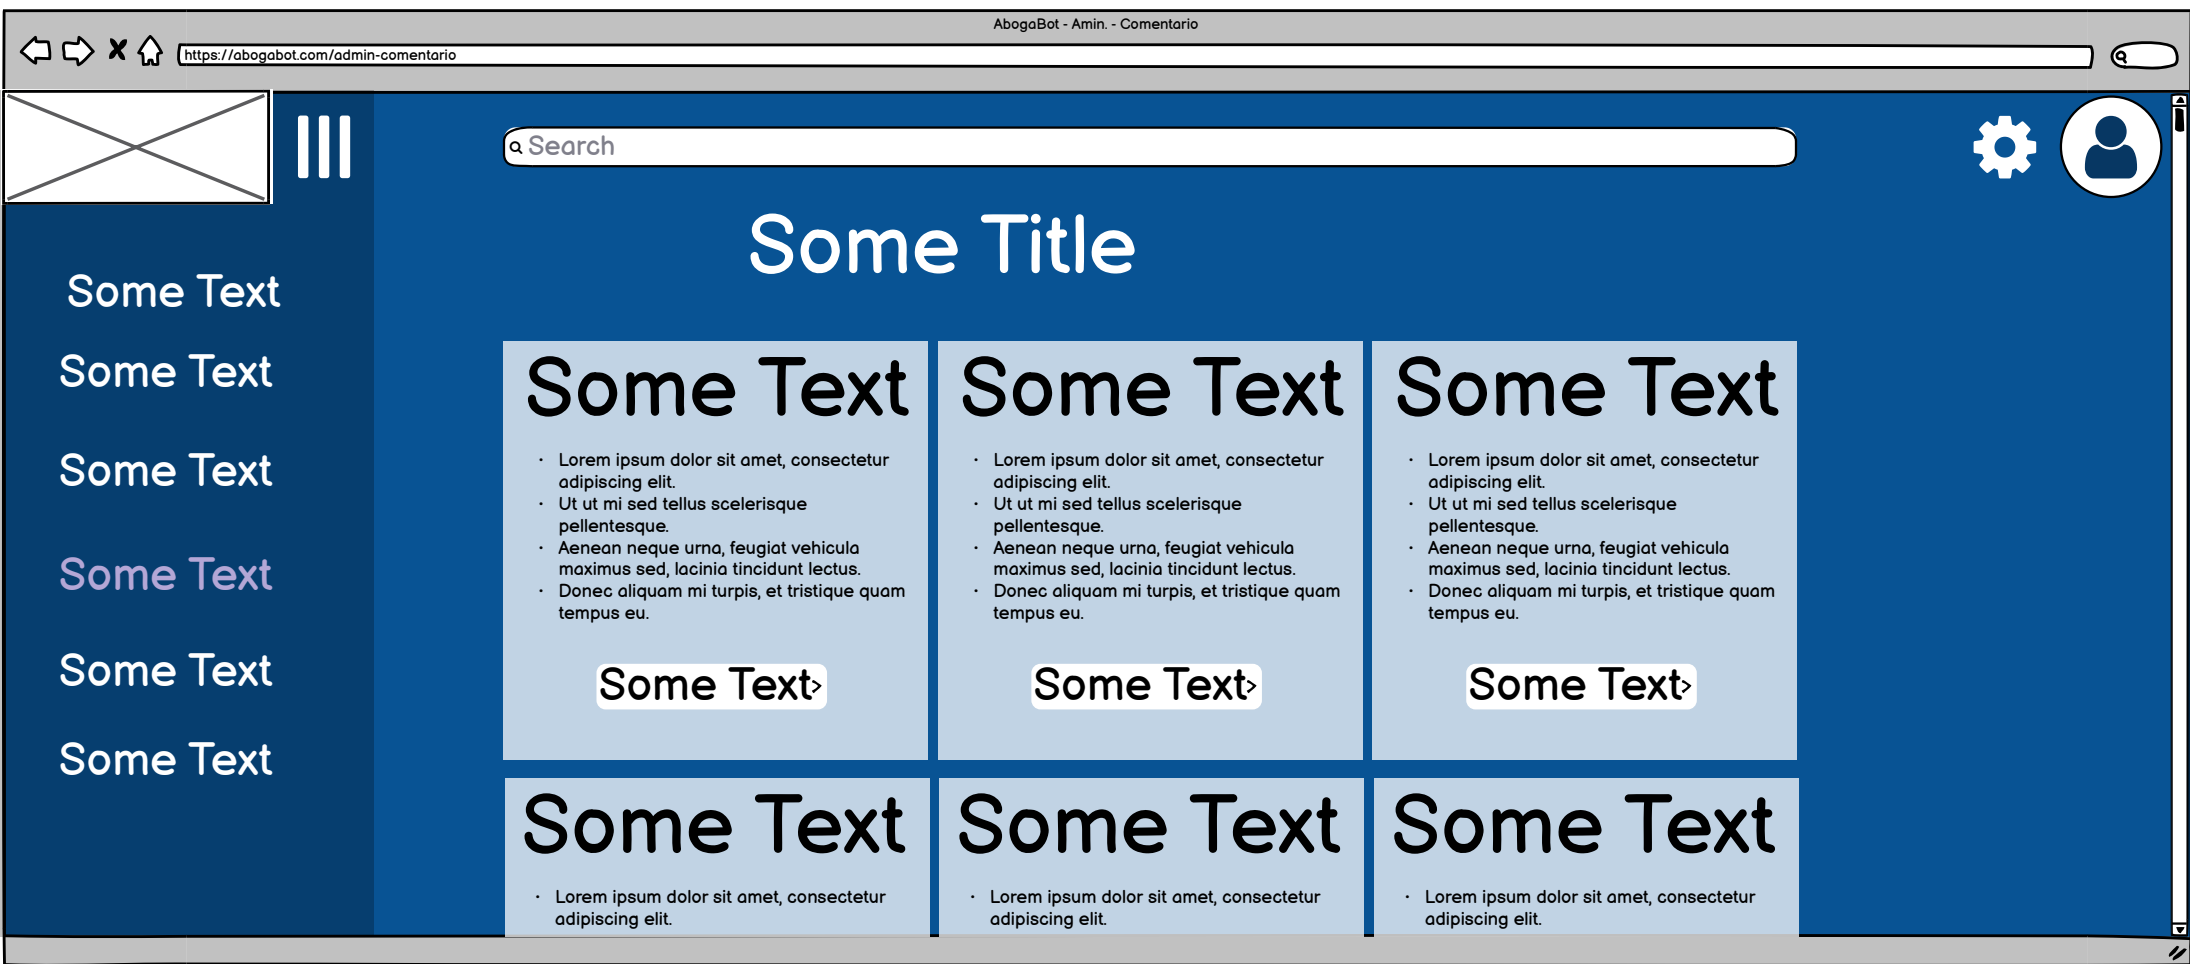 AbogaBot - Amin. - Comentario
https://abogabot.com/admin-comentario
Search
Some Title
Some Text
Some Text
Some Text
Some Text
Some Text
Some Text
Some Text
• Lorem ipsum dolor sit amet, consectetur
adipiscing elit.
• Ut ut mi sed tellus scelerisque
pellentesque.
• Aenean neque urna, feugiat vehicula
maximus sed, lacinia tincidunt lectus.
• Donec aliquam mi turpis, et tristique quam
tempus eu.
Some Text>
Some Text
• Lorem ipsum dolor sit amet, consectetur
adipiscing elit.
• Ut ut mi sed tellus scelerisque
pellentesque.
• Aenean neque urna, feugiat vehicula
maximus sed, lacinia tincidunt lectus.
• Donec aliquam mi turpis, et tristique quam
tempus eu.
Some Text>
Some Text
• Lorem ipsum dolor sit amet, consectetur
adipiscing elit.
• Ut ut mi sed tellus scelerisque
pellentesque.
• Aenean neque urna, feugiat vehicula
maximus sed, lacinia tincidunt lectus.
• Donec aliquam mi turpis, et tristique quam
tempus eu.
Some Text>
Some Text
• Lorem ipsum dolor sit amet, consectetur
adipiscing elit.
Some Text
• Lorem ipsum dolor sit amet, consectetur
adipiscing elit.
Some Text
• Lorem ipsum dolor sit amet, consectetur
adipiscing elit.